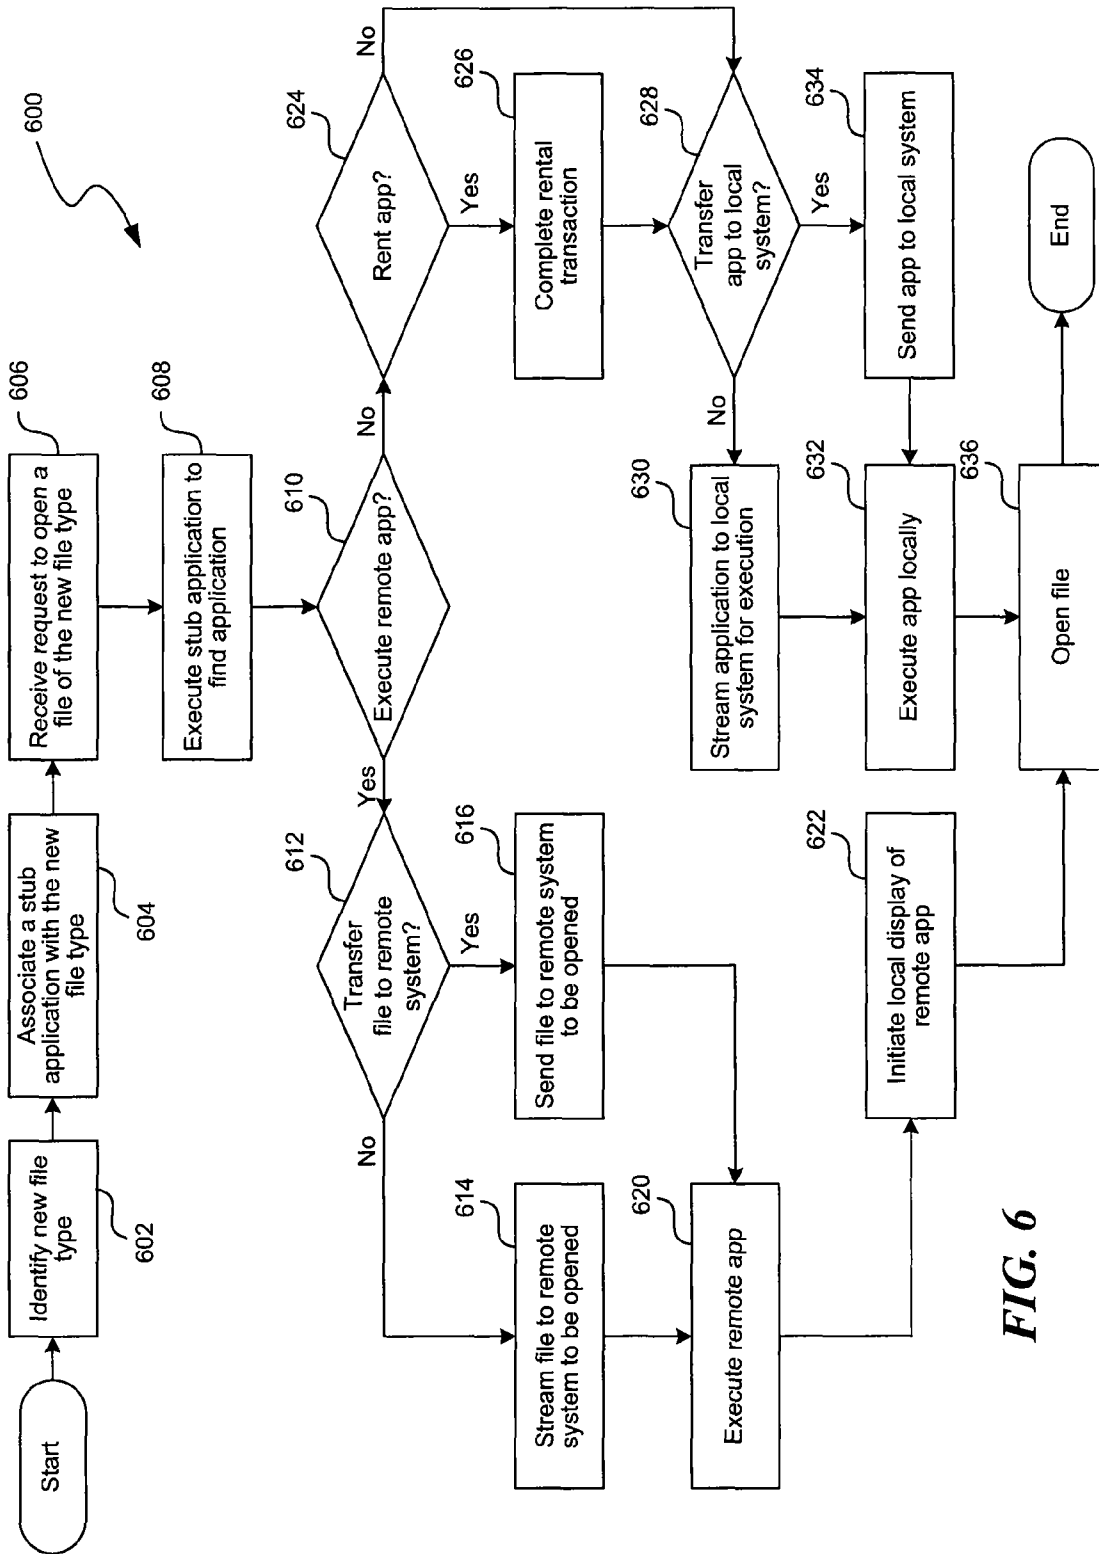 600
Start
Identify new file
type
602
Associate a stub
application with the new
file type
604
Receive request to open a
file of the new file type
606
Execute stub application to
find application
608
Execute remote app?
610
Yes
No
Transfer
file to remote
system?
612
No
Yes
Stream file to remote
system to be opened
614
Send file to remote system
to be opened
616
Execute remote app
620
Initiate local display of
remote app
622
Rent app?
624
No
Yes
Complete rental
transaction
626
Transfer
app to local
system?
628
No
Yes
Stream application to local
system for execution
630
Execute app locally
632
Send app to local system
634
Open file
636
End
FIG. 6